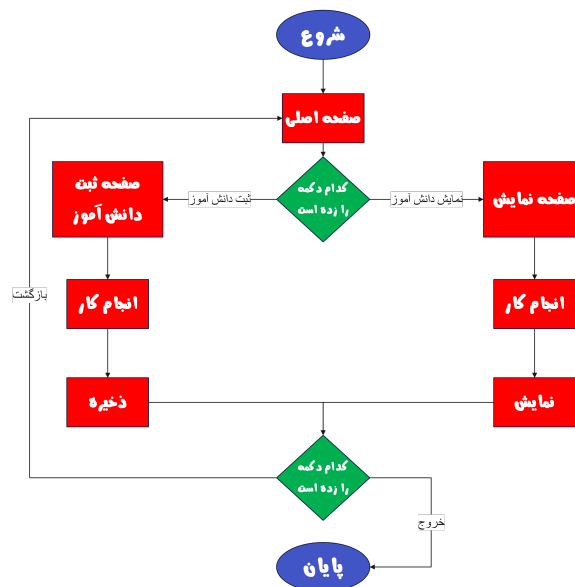 شروع
صفحه اصلی
کدام دکمه
را زده است
ثبت دانش آموز
نمایش دانش آموز
صفحه ثبت
دانش آموز
صفحه نمایش
انجام کار
انجام کار
بازگشت
ذخیره
نمایش
کدام دکمه
را زده است
خروج
پایان